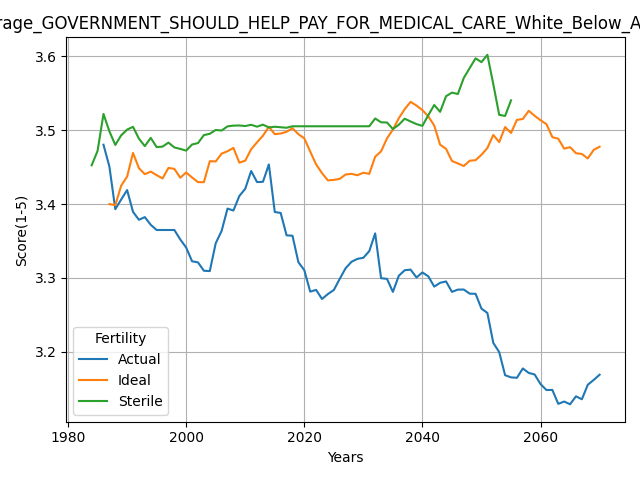 rage_GOVERNMENT_SHOULD_HELP_PAY_FOR_MEDICAL_CARE_White_Below_A
3.6
3.5
3.4
3.3
3.2
Score(1-5)
Fertility
Actual
Ideal
Sterile
1980 2000 2020 2040 2060
Years